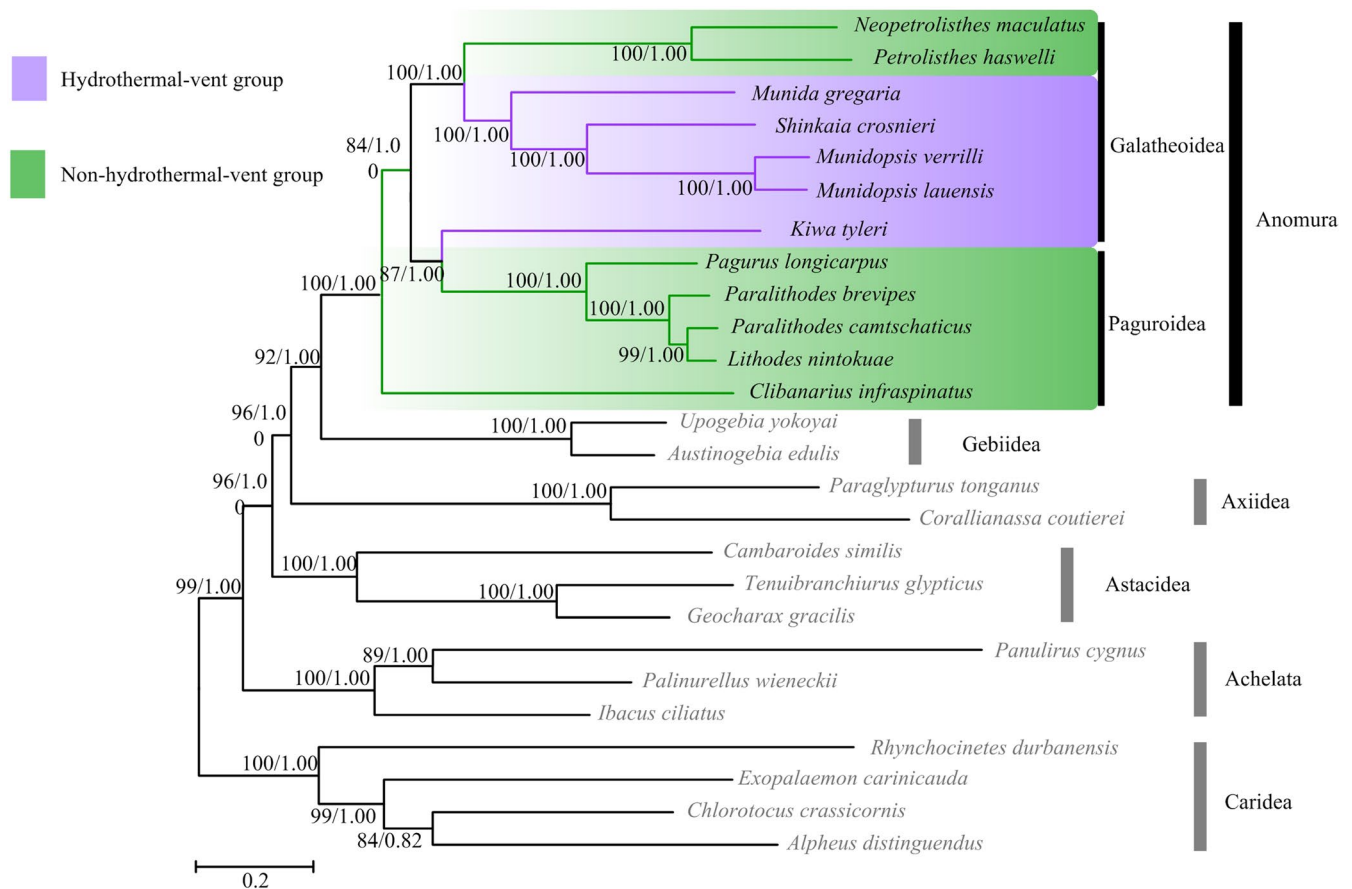 Neopetrolisthes maculatus
100/1.00
Petrolisthes haswelli
Hydrothermal-vent group
100/1.00
Munida gregaria
100/1.00
Shinkaia crosnieri
Galatheoidea
84/1.0
0
100/1.00
Munidopsis verrilli
Non-hydrothermal-vent group
100/1.00
Munidopsis lauensis
Anomura
Kiwa tyleri
87/1.00
Pagurus longicarpus
100/1.00
100/1.00
Paralithodes brevipes
100/1.00
Paralithodes camtschaticus
Paguroidea
92/1.00
99/1.00
Lithodes nintokuae
Clibanarius infraspinatus
96/1.0
0
100/1.00
Upogebia yokoyai
Gebiidea
Austinogebia edulis
96/1.0
0
100/1.00
Paraglypturus tonganus
Axiidea
Corallianassa coutierei
100/1.00
Cambaroides similis
99/1.00
100/1.00
Tenuibranchiurus glypticus
Astacidea
Geocharax gracilis
89/1.00
Panulirus cygnus
100/1.00
Palinurellus wieneckii
Achelata
Ibacus ciliatus
100/1.00
Rhynchocinetes durbanensis
Exopalaemon carinicauda
99/1.00
Chlorotocus crassicornis
Caridea
84/0.82
Alpheus distinguendus
0.2